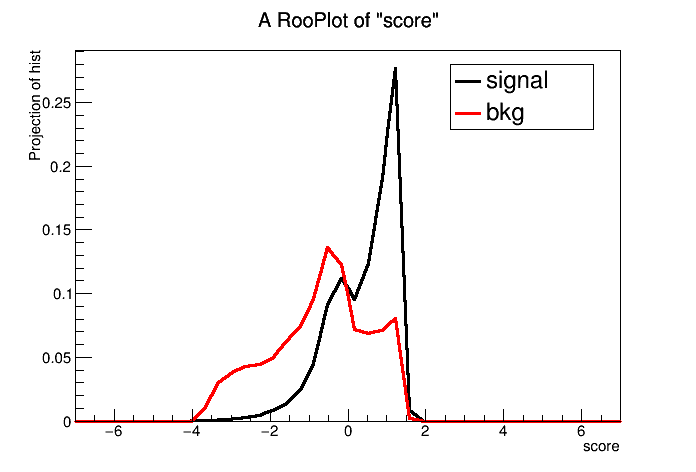 A RooPlot of "score"
Projection of hist
signal
bkg
0.25
0.2
0.15
0.1
0.05
0
−6 −4 −2 0 2 4 6
score